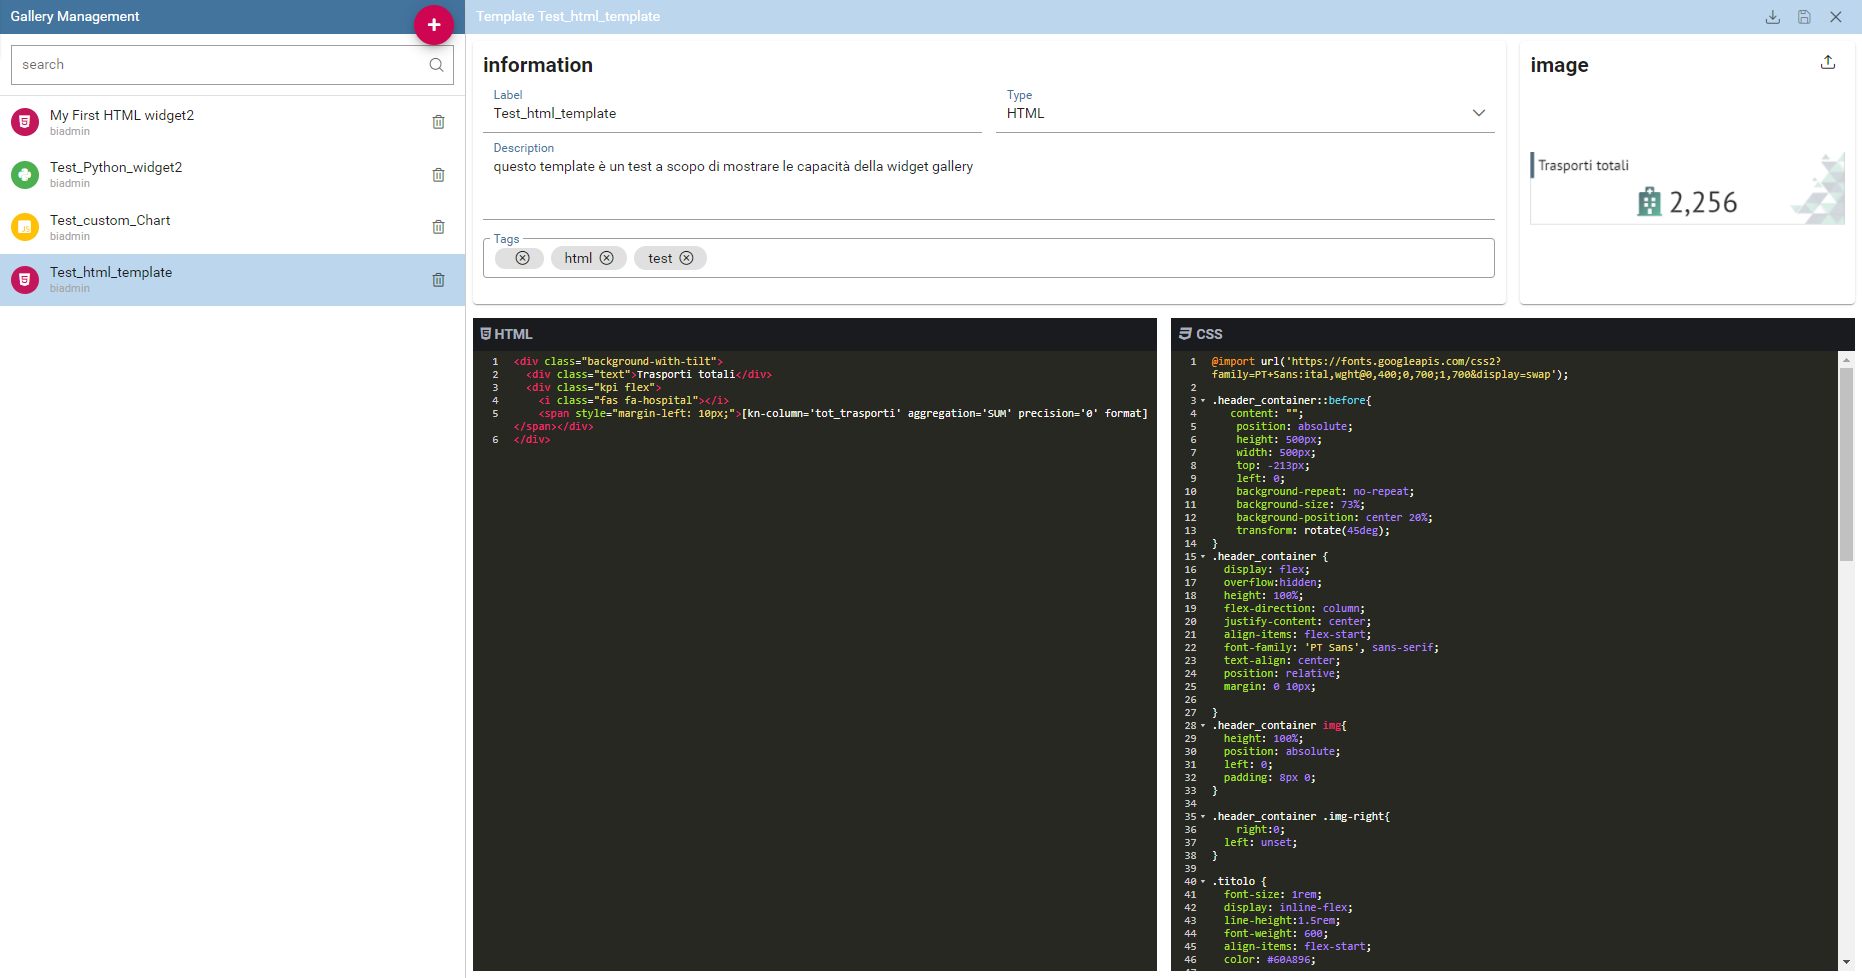 Gallery Management
search
My First HTML widget2
biadmin
Test_Python_widget2
biadmin
Test_custom_Chart
biadmin
Test_html_template
biadmin
Template Test_html_template
information
Label
Test_html_template
Type
HTML
Description
questo template è un test a scopo di mostrare le capacità della widget gallery
Tags
html
test
image
Trasporti totali
2,256
HTML
1 <div class="background-with-tilt">
2   <div class="text">Trasporti totali</div>
3   <div class="kpi flex">
4     <i class="fas fa-hospital"></i>
5     <span style="margin-left: 10px;">[kn-column='tot_trasporti' aggregation='SUM' precision='0' format]
</span></div>
6 </div>
CSS
1 @import url('https://fonts.googleapis.com/css2?
family=PT+Sans:ital,wght@0,400;0,700;1,700&display=swap');
2
3 .header_container::before{
4    content: "";
5     position: absolute;
6     height: 500px;
7     width: 500px;
8     top: -213px;
9     left: 0;
10     background-repeat: no-repeat;
11     background-size: 73%;
12     background-position: center 20%;
13     transform: rotate(45deg);
14 }
15 .header_container {
16   display: flex;
17   overflow:hidden;
18   height: 100%;
19   flex-direction: column;
20   justify-content: center;
21   align-items: flex-start;
22   font-family: 'PT Sans', sans-serif;
23   text-align: center;
24   position: relative;
25   margin: 0 10px;
26
27 }
28 .header_container img{
29   height: 100%;
30   position: absolute;
31   left: 0;
32   padding: 8px 0;
33 }
34
35 .header_container .img-right{
36     right:0;
37   left: unset;
38 }
39
40 .titolo {
41   font-size: 1rem;
42   display: inline-flex;
43   line-height:1.5rem;
44   font-weight: 600;
45   align-items: flex-start;
46   color: #60A896;